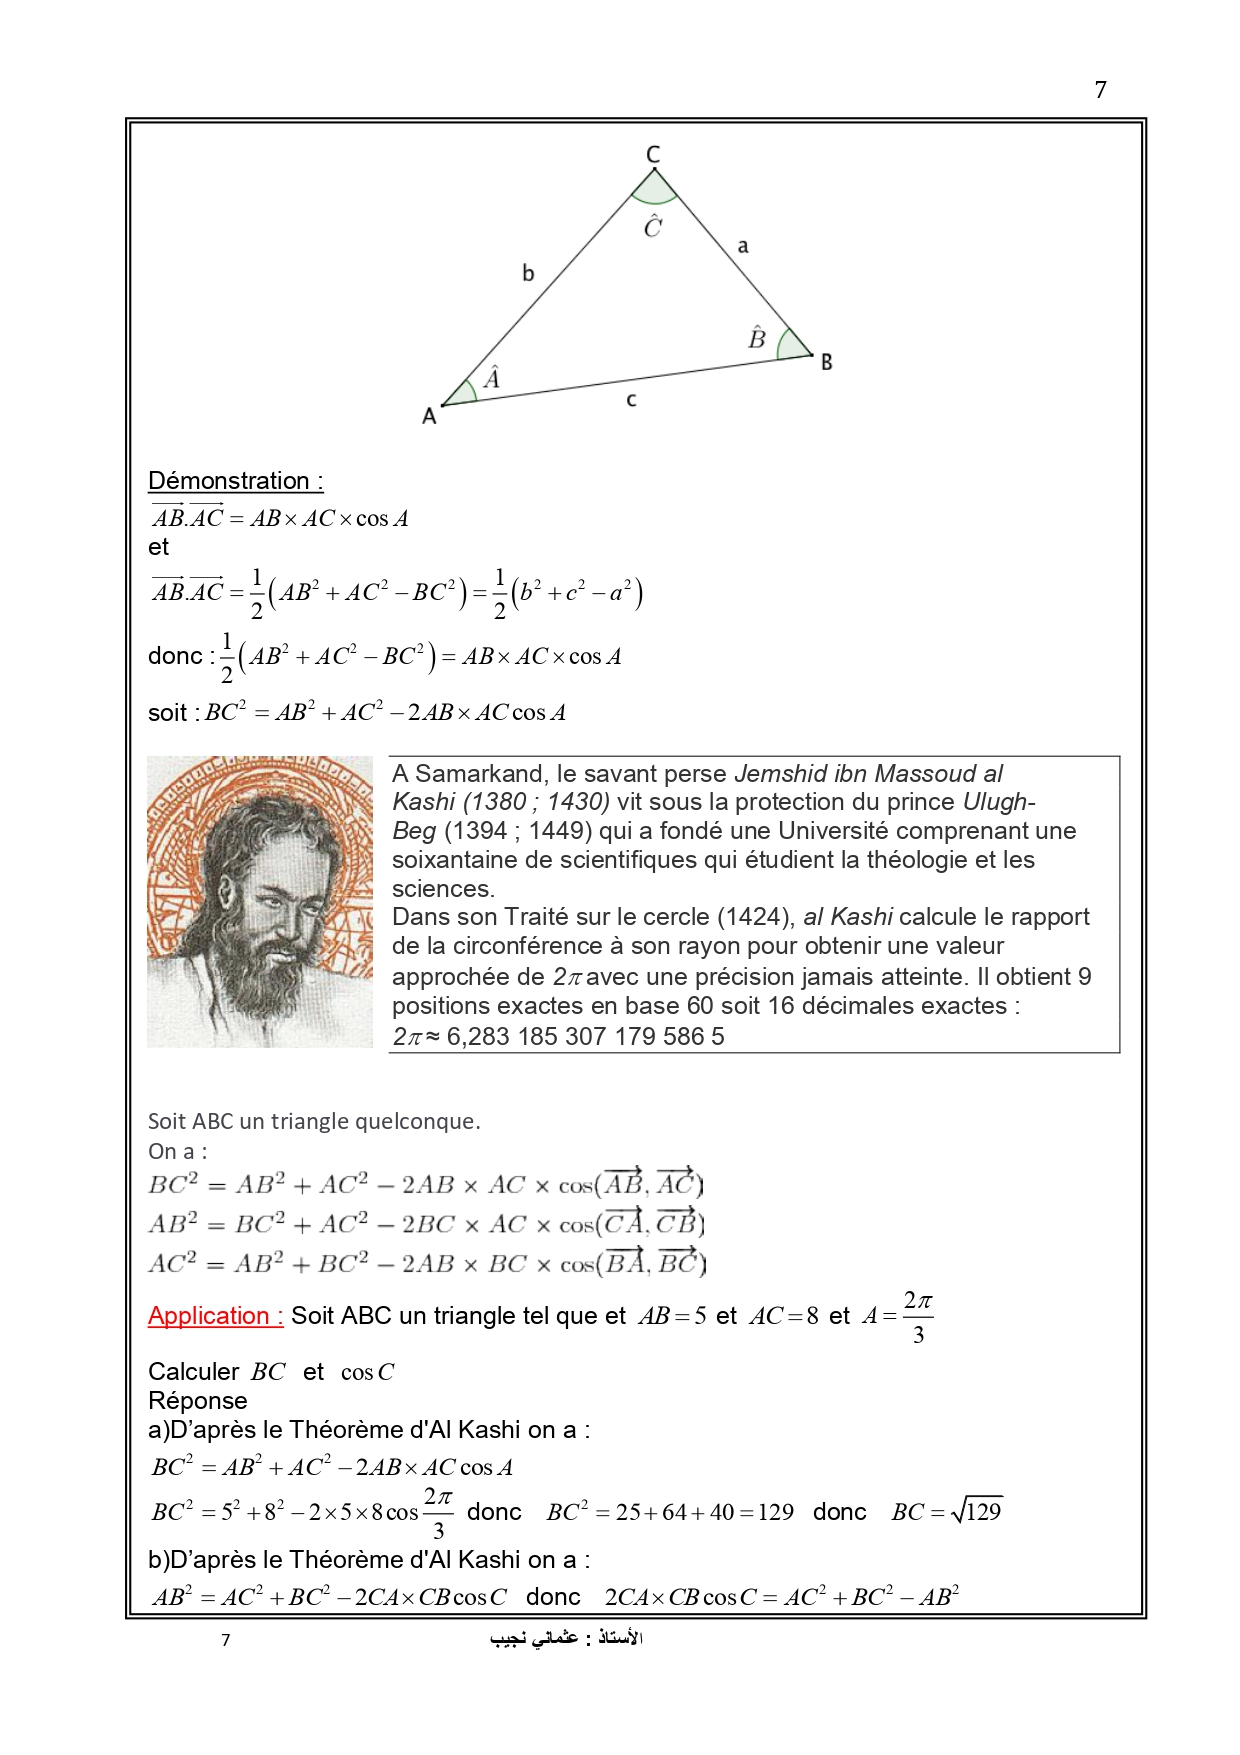 7
C
Ĉ
a
b
B̂
B
Â
c
A
Démonstration :
$\overrightarrow{AB}.\overrightarrow{AC} = AB \times AC \times \cos A$
et
$\overrightarrow{AB}.\overrightarrow{AC} = \frac{1}{2}\left(AB^2 + AC^2 - BC^2\right) = \frac{1}{2}\left(b^2 + c^2 - a^2\right)$
donc : $\frac{1}{2}\left(AB^2 + AC^2 - BC^2\right) = AB \times AC \times \cos A$
soit : $BC^2 = AB^2 + AC^2 - 2AB \times AC \cos A$
A Samarkand, le savant perse Jemshid ibn Massoud al
Kashi (1380 ; 1430) vit sous la protection du prince Ulugh-
Beg (1394 ; 1449) qui a fondé une Université comprenant une
soixantaine de scientifiques qui étudient la théologie et les
sciences.
Dans son Traité sur le cercle (1424), al Kashi calcule le rapport
de la circonférence à son rayon pour obtenir une valeur
approchée de 2π avec une précision jamais atteinte. Il obtient 9
positions exactes en base 60 soit 16 décimales exactes :
2π ≈ 6,283 185 307 179 586 5
Soit ABC un triangle quelconque.
On a :
$BC^2 = AB^2 + AC^2 - 2AB \times AC \times \cos(\overrightarrow{AB}, \overrightarrow{AC})$
$AB^2 = BC^2 + AC^2 - 2BC \times AC \times \cos(\overrightarrow{CA}, \overrightarrow{CB})$
$AC^2 = AB^2 + BC^2 - 2AB \times BC \times \cos(\overrightarrow{BA}, \overrightarrow{BC})$
Application : Soit ABC un triangle tel que et $AB = 5$ et $AC = 8$ et $A = \frac{2\pi}{3}$
Calculer $BC$ et $\cos C$
Réponse
a)D’après le Théorème d'Al Kashi on a :
$BC^2 = AB^2 + AC^2 - 2AB \times AC \cos A$
$BC^2 = 5^2 + 8^2 - 2 \times 5 \times 8 \cos \frac{2\pi}{3}$ donc $BC^2 = 25 + 64 + 40 = 129$ donc $BC = \sqrt{129}$
b)D’après le Théorème d'Al Kashi on a :
$AB^2 = AC^2 + BC^2 - 2CA \times CB \cos C$ donc $2CA \times CB \cos C = AC^2 + BC^2 - AB^2$
7 الأستاذ : عثماني نجيب